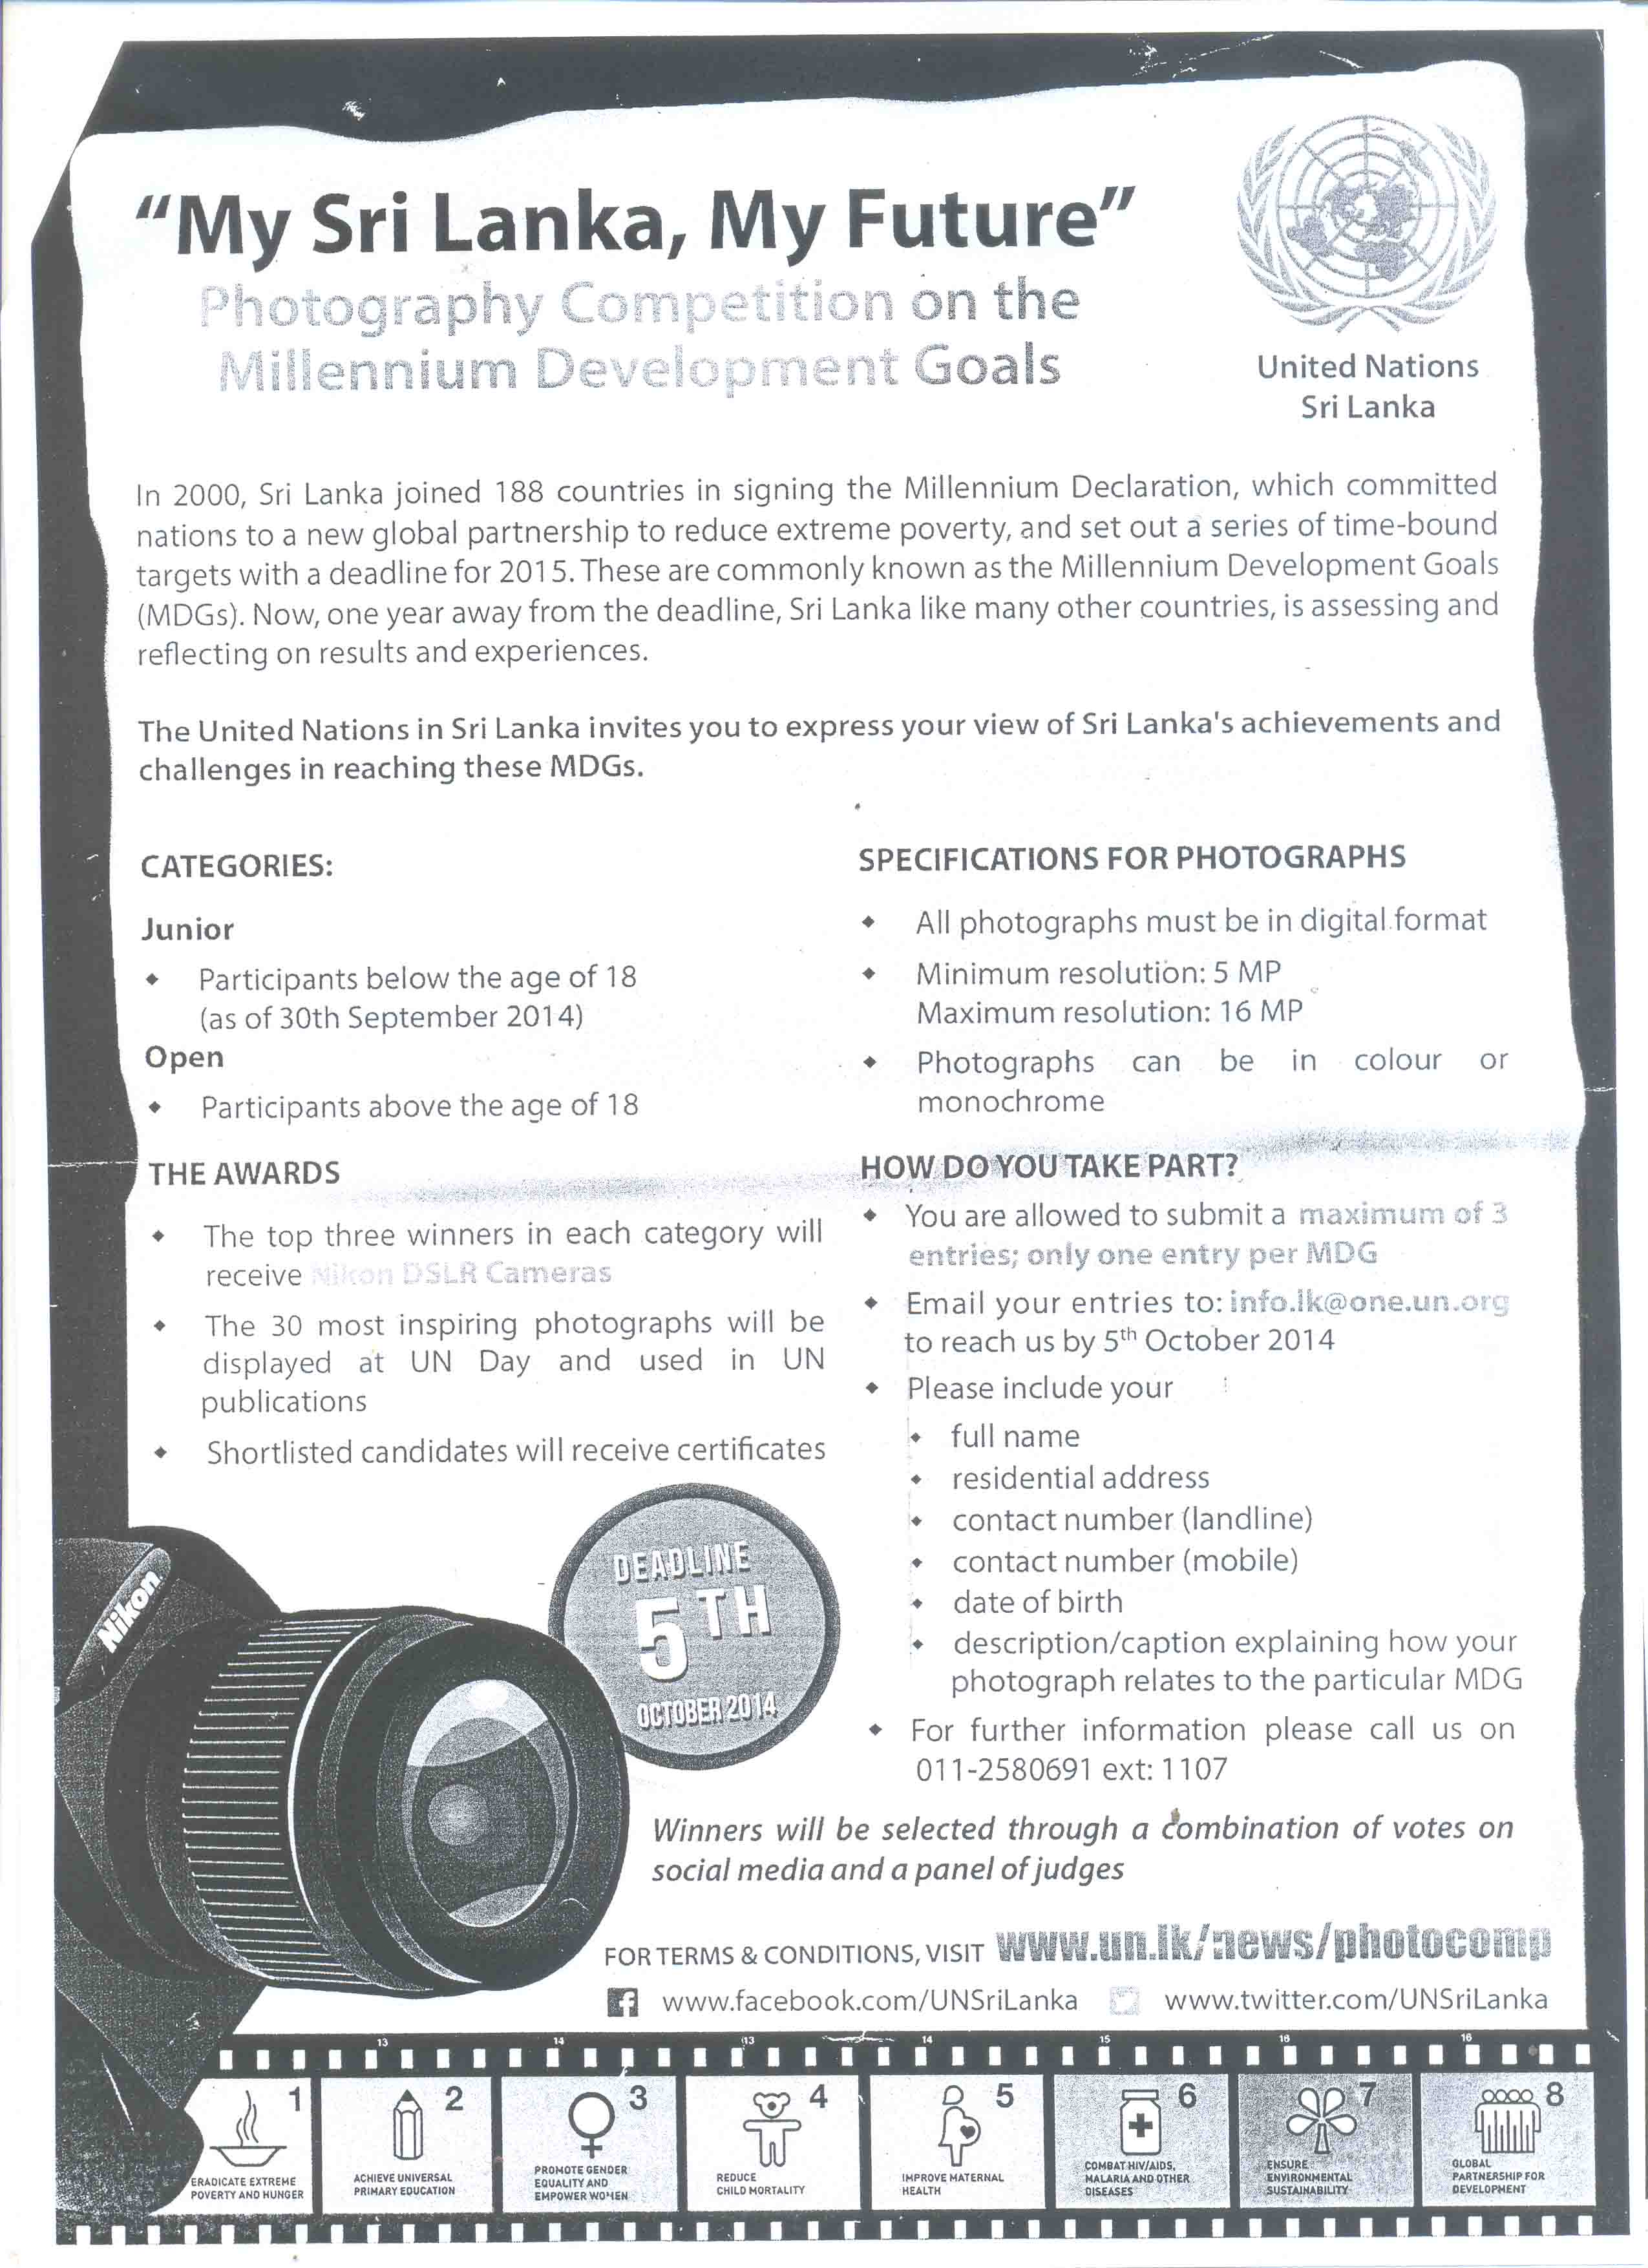 "My Sri Lanka, My Future"
Photography Competition on the
Millennium Development Goals
United Nations
Sri Lanka
In 2000, Sri Lanka joined 188 countries in signing the Millennium Declaration, which committed
nations to a new global partnership to reduce extreme poverty, and set out a series of time-bound
targets with a deadline for 2015. These are commonly known as the Millennium Development Goals
(MDGs). Now, one year away from the deadline, Sri Lanka like many other countries, is assessing and
reflecting on results and experiences.
The United Nations in Sri Lanka invites you to express your view of Sri Lanka's achievements and
challenges in reaching these MDGs.
CATEGORIES:
Junior
• Participants below the age of 18
(as of 30th September 2014)
Open
• Participants above the age of 18
THE AWARDS
• The top three winners in each category will
receive Nikon DSLR Cameras
• The 30 most inspiring photographs will be
displayed at UN Day and used in UN
publications
• Shortlisted candidates will receive certificates
SPECIFICATIONS FOR PHOTOGRAPHS
• All photographs must be in digital format
• Minimum resolution: 5 MP
Maximum resolution: 16 MP
• Photographs can be in colour or
monochrome
HOW DO YOU TAKE PART?
• You are allowed to submit a maximum of 3
entries; only one entry per MDG
• Email your entries to: info.lk@one.un.org
to reach us by 5th October 2014
• Please include your
• full name
• residential address
• contact number (landline)
• contact number (mobile)
• date of birth
• description/caption explaining how your
photograph relates to the particular MDG
• For further information please call us on
011-2580691 ext: 1107
Nikon
DEADLINE
5TH
OCTOBER 2014
Winners will be selected through a combination of votes on
social media and a panel of judges
FOR TERMS & CONDITIONS, VISIT www.un.lk/news/photocomp
www.facebook.com/UNSriLanka www.twitter.com/UNSriLanka
13 14 13 14 15 16 16
1
ERADICATE EXTREME
POVERTY AND HUNGER
2
ACHIEVE UNIVERSAL
PRIMARY EDUCATION
3
PROMOTE GENDER
EQUALITY AND
EMPOWER WOMEN
4
REDUCE
CHILD MORTALITY
5
IMPROVE MATERNAL
HEALTH
6
COMBAT HIV/AIDS,
MALARIA AND OTHER
DISEASES
7
ENSURE
ENVIRONMENTAL
SUSTAINABILITY
8
GLOBAL
PARTNERSHIP FOR
DEVELOPMENT